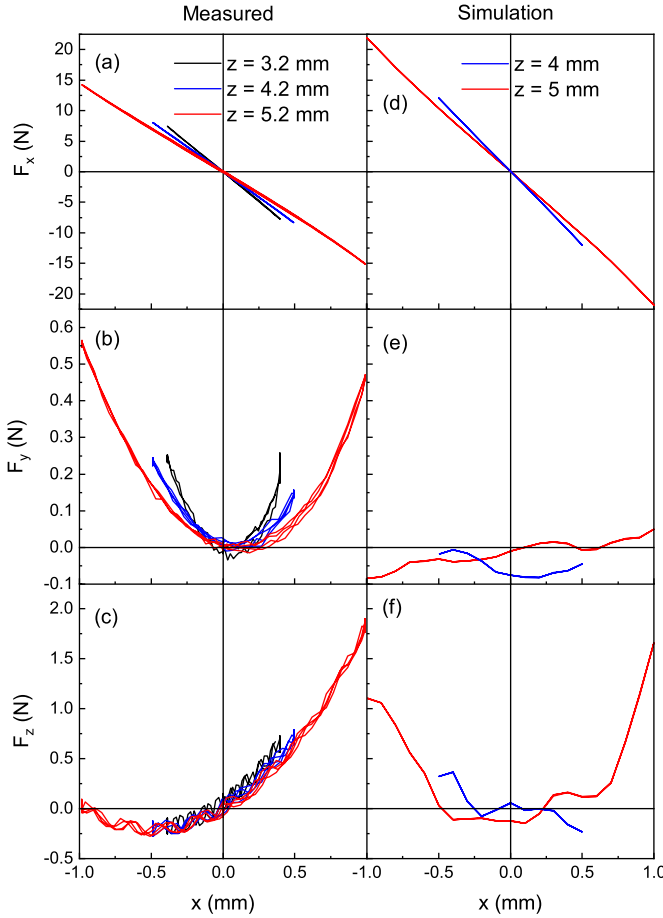 Measured Simulation
(a)
z = 3.2 mm
z = 4.2 mm
z = 5.2 mm
(d)
z = 4 mm
z = 5 mm
20
15
10
5
0
-5
-10
-15
-20
Fx (N)
(b)
(e)
0.6
0.5
0.4
0.3
0.2
0.1
0.0
-0.1
Fy (N)
(c)
(f)
2.0
1.5
1.0
0.5
0.0
-0.5
Fz (N)
-1.0 -0.5 0.0 0.5 -1.0 -0.5 0.0 0.5 1.0
x (mm) x (mm)